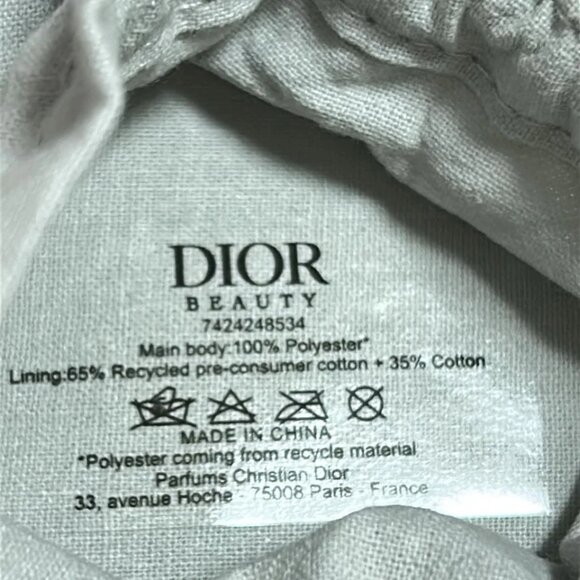 DIOR
BEAUTY
7424248534
Main body:100% Polyester*
Lining:65% Recycled pre-consumer cotton + 35% Cotton
MADE IN CHINA
*Polyester coming from recycle material
Parfums Christian Dior
33, avenue Hoche - 75008 Paris - France